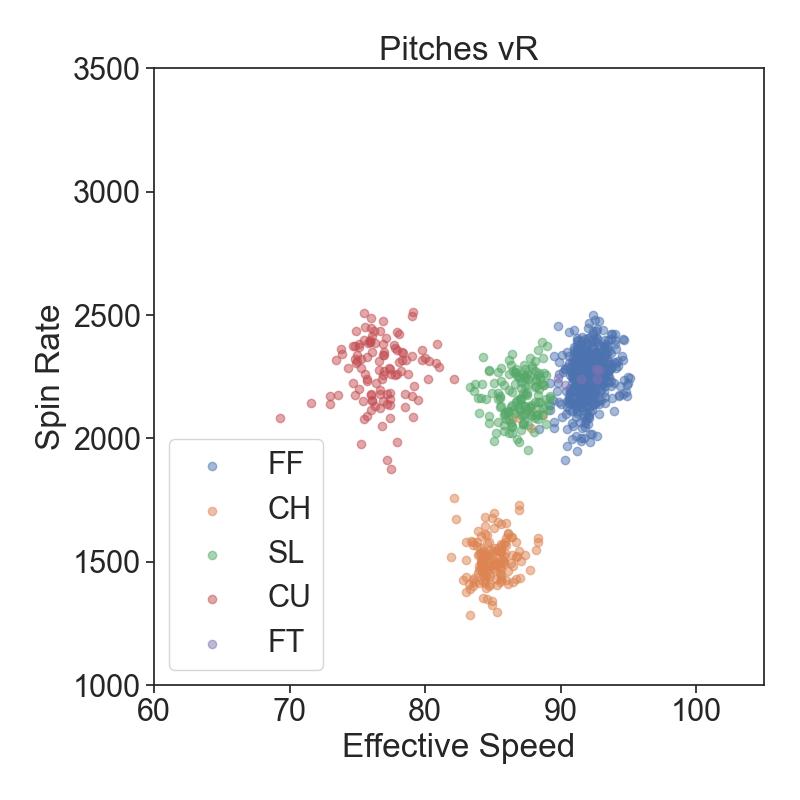 Pitches vR
3500
3000
2500
2000
1500
1000
Spin Rate
FF
CH
SL
CU
FT
60 70 80 90 100
Effective Speed